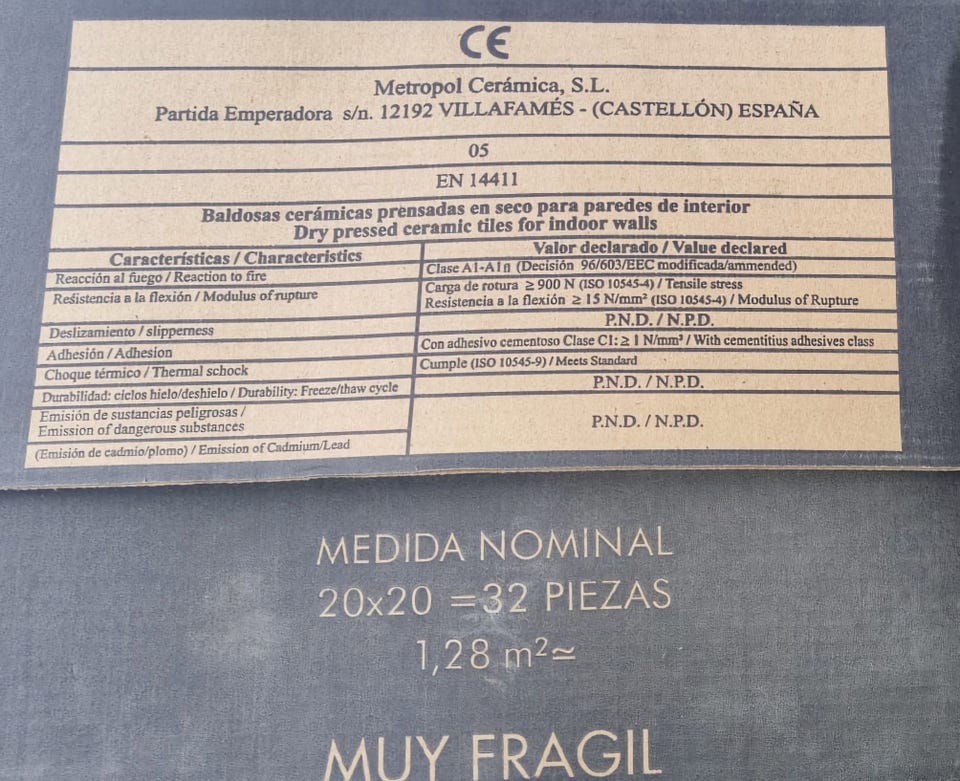 CE
Metropol Cerámica, S.L.
Partida Emperadora s/n. 12192 VILLAFAMÉS - (CASTELLÓN) ESPAÑA
05
EN 14411
Baldosas cerámicas prensadas en seco para paredes de interior
Dry pressed ceramic tiles for indoor walls
Características / Characteristics
Valor declarado / Value declared
Reacción al fuego / Reaction to fire
Clase A1-A1fl (Decisión 96/603/EEC modificada/ammended)
Resistencia a la flexión / Modulus of rupture
Carga de rotura ≥ 900 N (ISO 10545-4) / Tensile stress
Resistencia a la flexión ≥ 15 N/mm² (ISO 10545-4) / Modulus of Rupture
Deslizamiento / slipperness
P.N.D. / N.P.D.
Adhesión / Adhesion
Con adhesivo cementoso Clase C1: ≥ 1 N/mm² / With cementitius adhesives class
Choque térmico / Thermal schock
Cumple (ISO 10545-9) / Meets Standard
Durabilidad: ciclos hielo/deshielo / Durability: Freeze/thaw cycle
P.N.D. / N.P.D.
Emisión de sustancias peligrosas /
Emission of dangerous substances
P.N.D. / N.P.D.
(Emisión de cadmio/plomo) / Emission of Cadmium/Lead
MEDIDA NOMINAL
20x20 =32 PIEZAS
1,28 m²≃
MUY FRAGIL